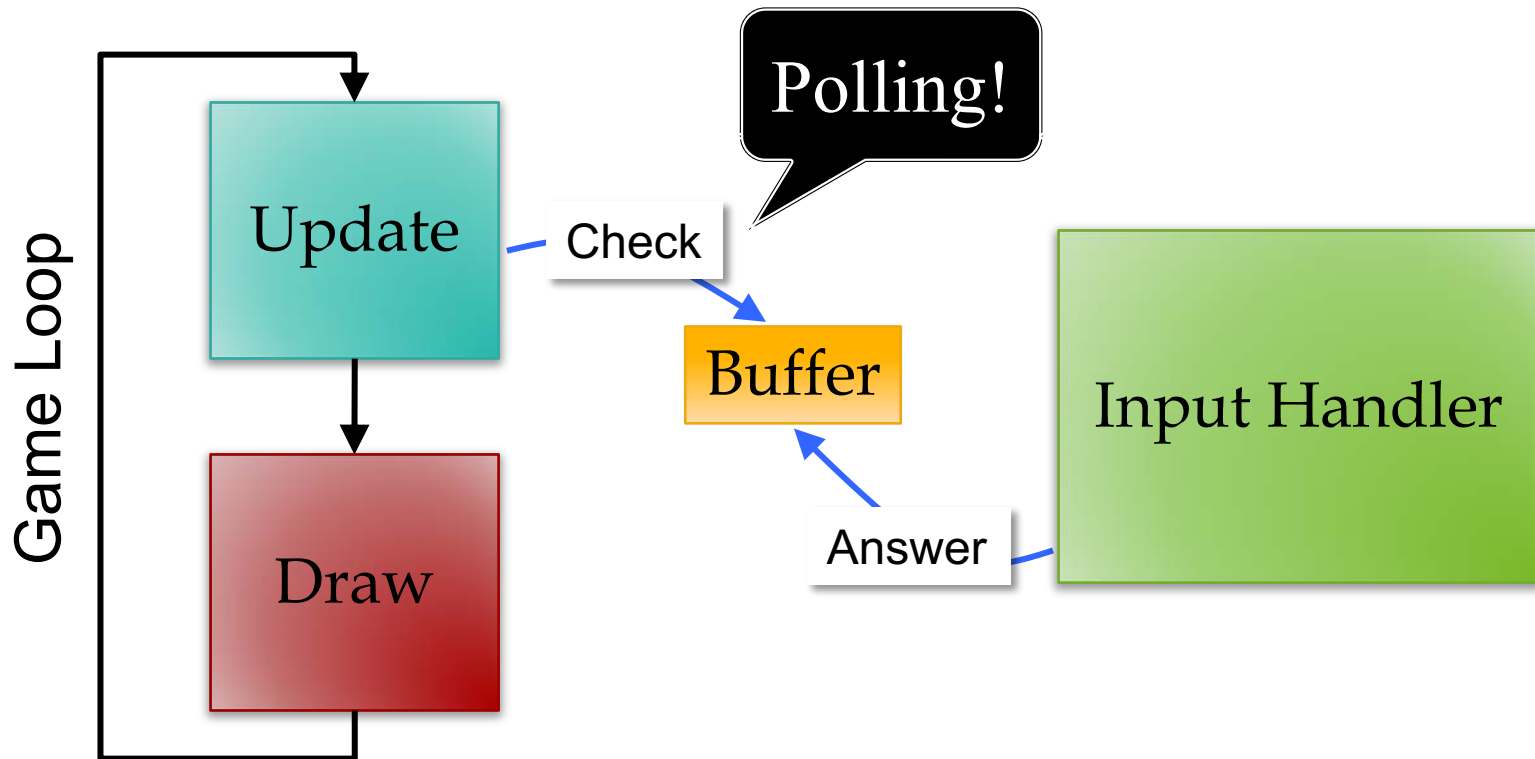 Polling!
Game Loop
Update
Check
Buffer
Input Handler
Answer
Draw